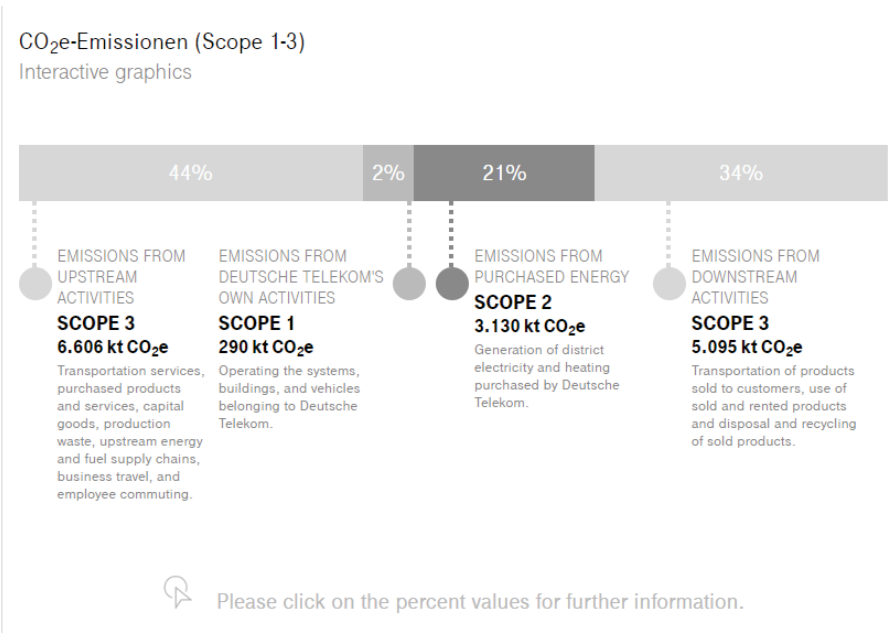 CO₂e-Emissionen (Scope 1-3)
Interactive graphics
44%
2%
21%
34%
EMISSIONS FROM
UPSTREAM
ACTIVITIES
SCOPE 3
6.606 kt CO₂e
Transportation services,
purchased products
and services, capital
goods, production
waste, upstream energy
and fuel supply chains,
business travel, and
employee commuting.
EMISSIONS FROM
DEUTSCHE TELEKOM'S
OWN ACTIVITIES
SCOPE 1
290 kt CO₂e
Operating the systems,
buildings, and vehicles
belonging to Deutsche
Telekom.
EMISSIONS FROM
PURCHASED ENERGY
SCOPE 2
3.130 kt CO₂e
Generation of district
electricity and heating
purchased by Deutsche
Telekom.
EMISSIONS FROM
DOWNSTREAM
ACTIVITIES
SCOPE 3
5.095 kt CO₂e
Transportation of products
sold to customers, use of
sold and rented products
and disposal and recycling
of sold products.
Please click on the percent values for further information.